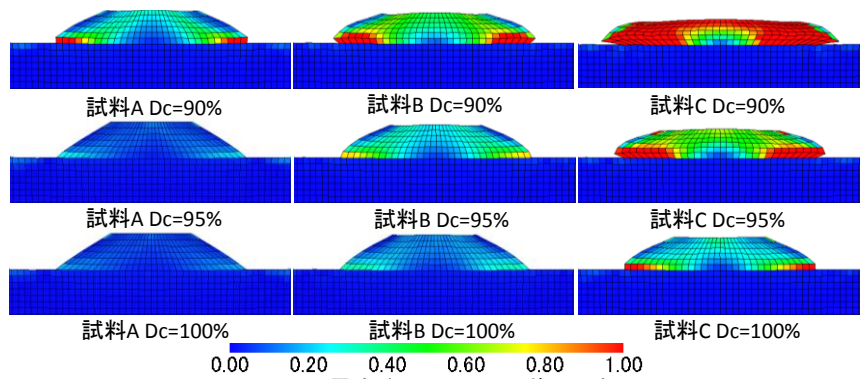 試料A Dc=90%
試料B Dc=90%
試料C Dc=90%
試料A Dc=95%
試料B Dc=95%
試料C Dc=95%
試料A Dc=100%
試料B Dc=100%
試料C Dc=100%
0.00 0.20 0.40 0.60 0.80 1.00